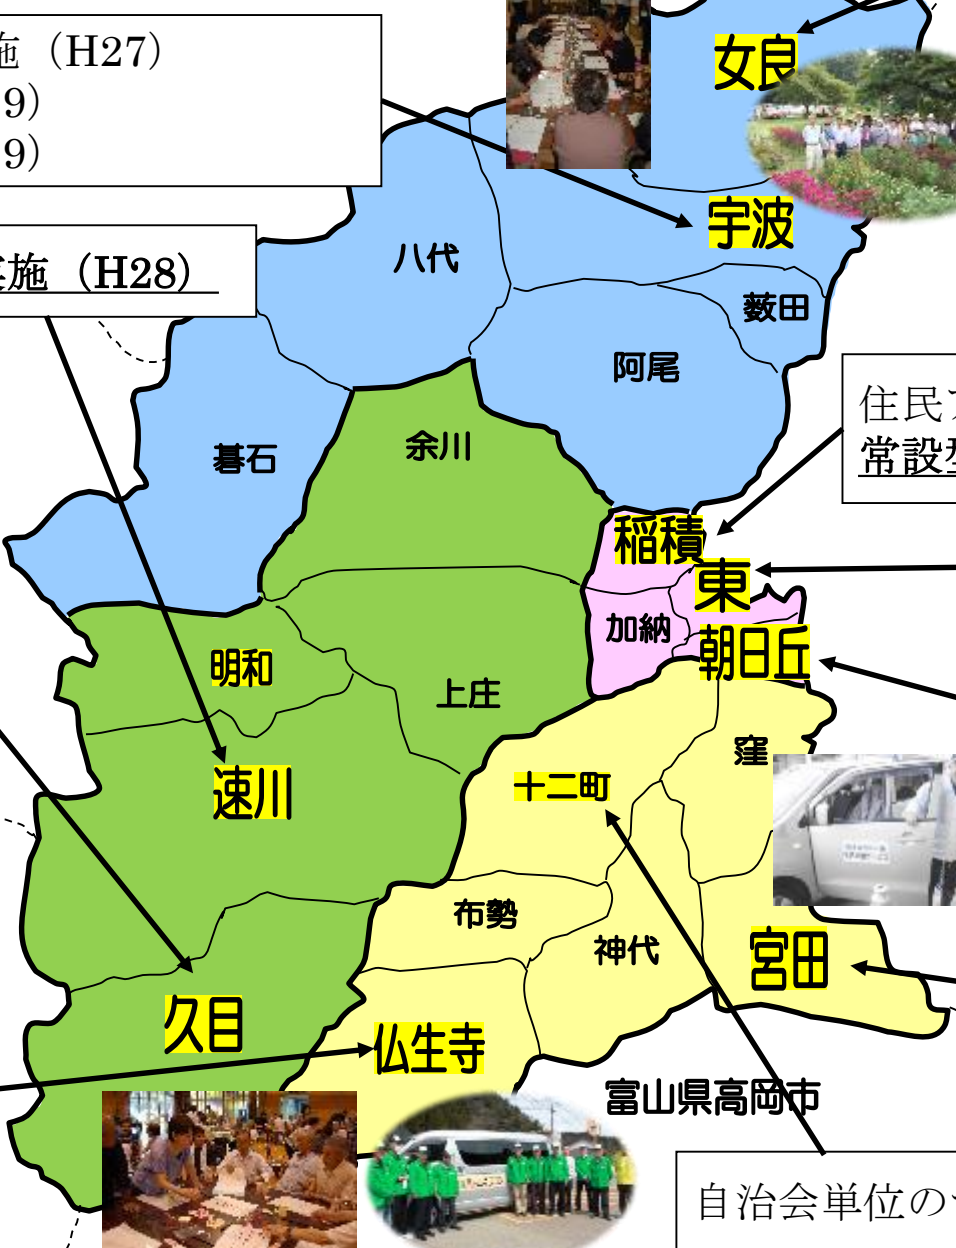 施（H27）
9）
9）
女良
宇波
八代
実施（H28）
薮田
阿尾
住民ア
常設型
余川
碁石
稲積
東
加納
朝日丘
明和
上庄
窪
速川
十二町
布勢
神代
宮田
久目
仏生寺
富山県高岡市
自治会単位の